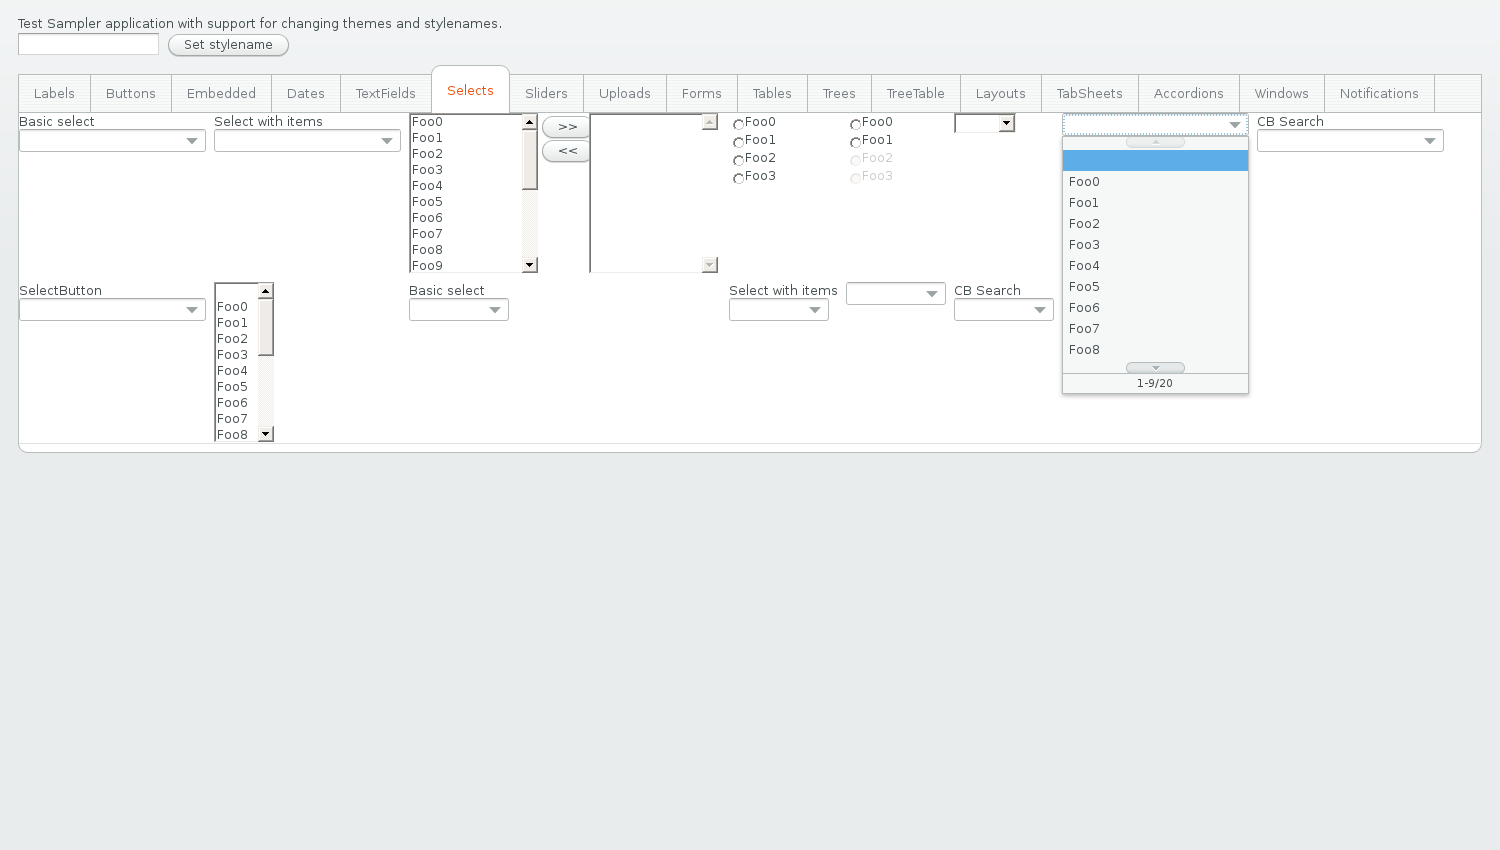 Test Sampler application with support for changing themes and stylenames.
Set stylename
Labels Buttons Embedded Dates TextFields Selects Sliders Uploads Forms Tables Trees TreeTable Layouts TabSheets Accordions Windows Notifications
Basic select
Select with items
Foo0
Foo1
Foo2
Foo3
Foo4
Foo5
Foo6
Foo7
Foo8
Foo9
>>
<<
Foo0
Foo1
Foo2
Foo3
Foo0
Foo1
Foo2
Foo3
Foo0
Foo1
Foo2
Foo3
Foo4
Foo5
Foo6
Foo7
Foo8
1-9/20
CB Search
SelectButton
Foo0
Foo1
Foo2
Foo3
Foo4
Foo5
Foo6
Foo7
Foo8
Basic select
Select with items
CB Search